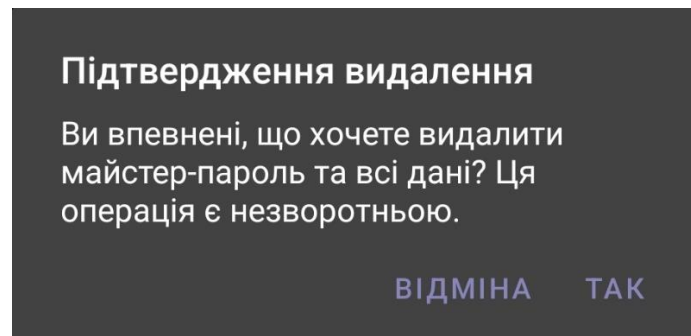 Підтвердження видалення
Ви впевнені, що хочете видалити
майстер-пароль та всі дані? Ця
операція є незворотньою.
ВІДМІНА ТАК